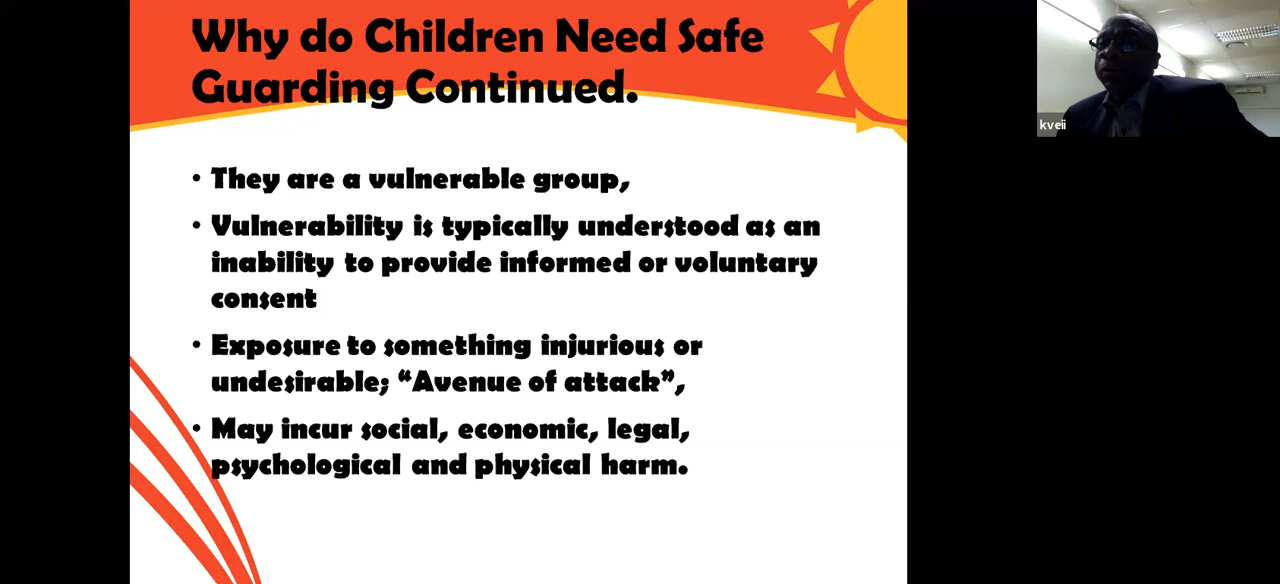 Why do Children Need Safe
Guarding Continued.
• They are a vulnerable group,
• Vulnerability is typically understood as an
inability to provide informed or voluntary
consent
• Exposure to something injurious or
undesirable; “Avenue of attack”,
• May incur social, economic, legal,
psychological and physical harm.
kveii